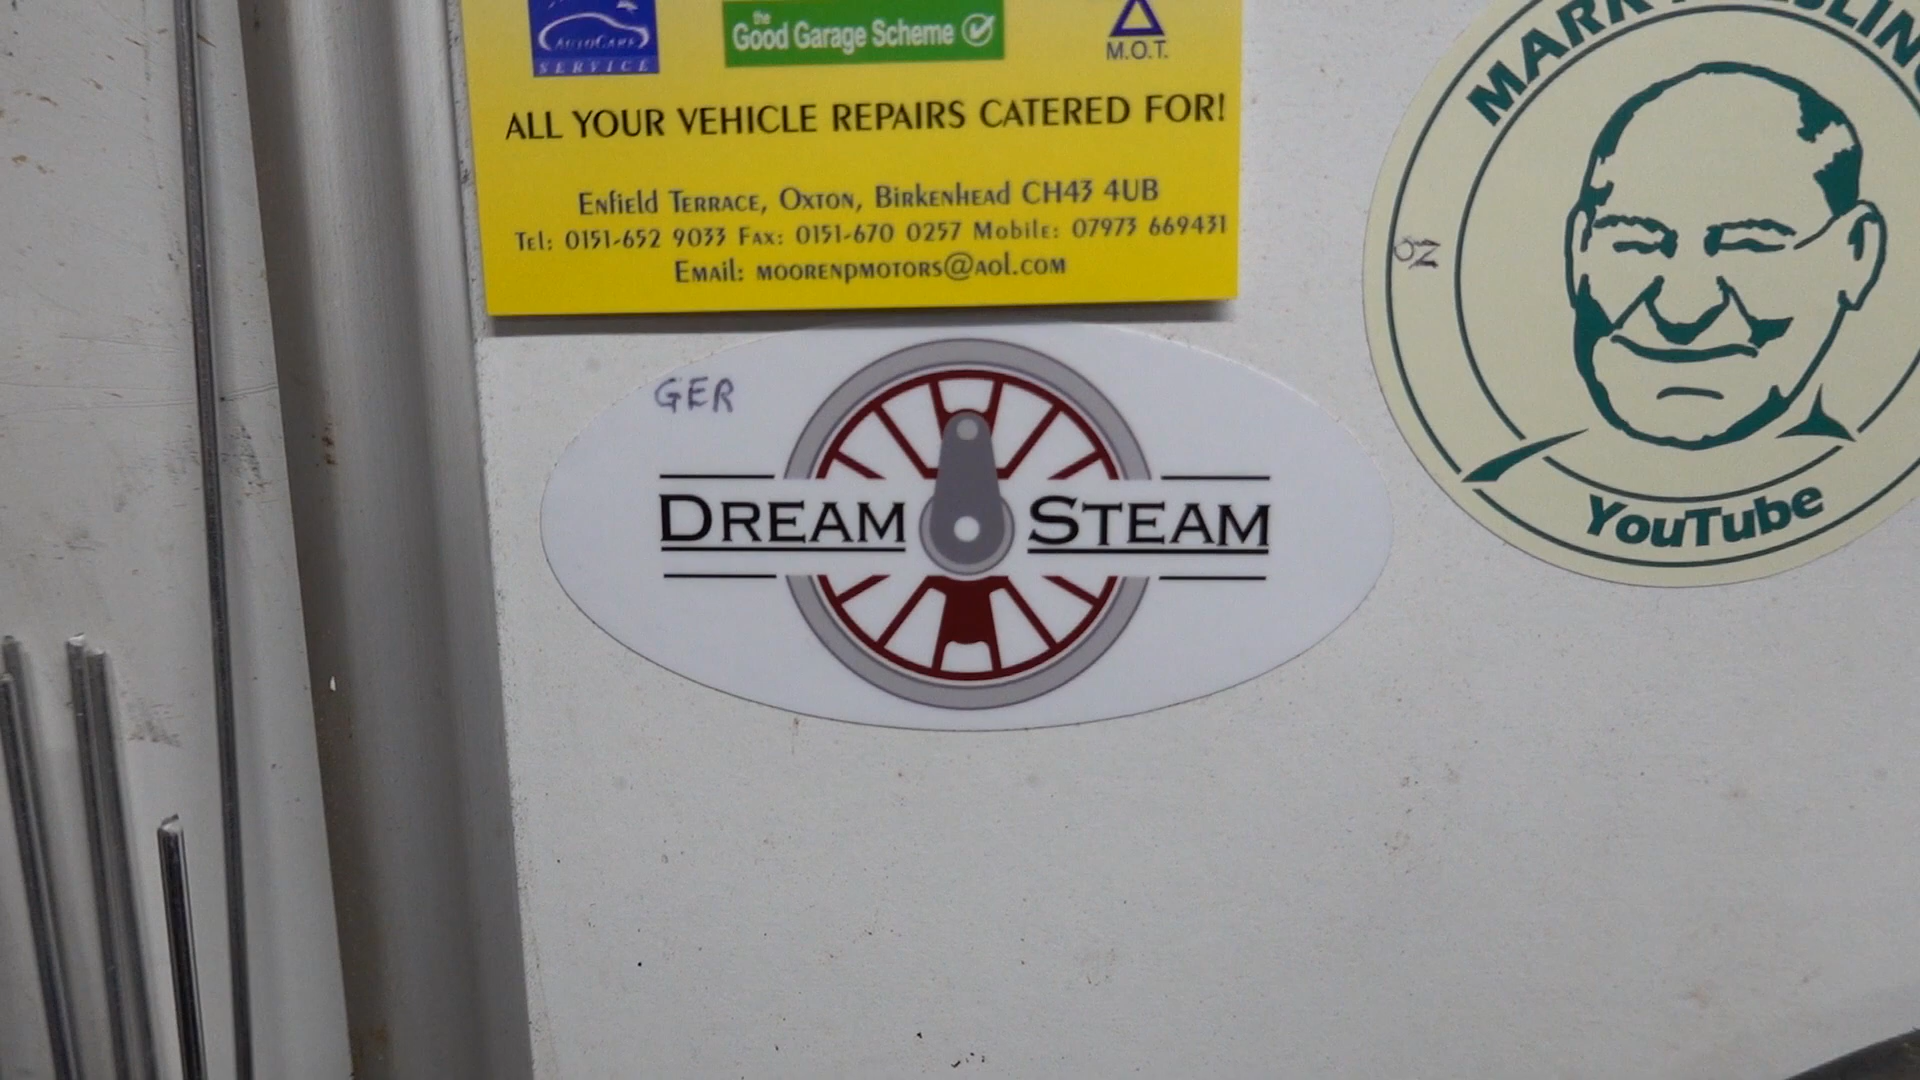 AUTOCARE
SERVICE
the
Good Garage Scheme
M.O.T.
ALL YOUR VEHICLE REPAIRS CATERED FOR!
ENFIELD TERRACE, OXTON, BIRKENHEAD CH43 4UB
TEL: 0151-652 9033 FAX: 0151-670 0257 MOBILE: 07973 669431
EMAIL: MOORENPMOTORS@AOL.COM
GER
DREAM STEAM
MARK
OZ
YouTube